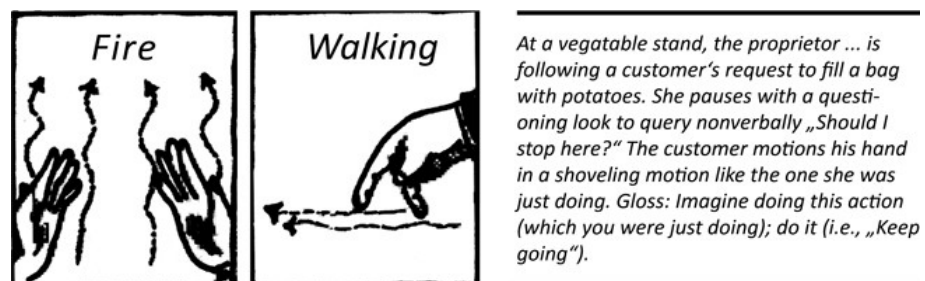 Fire
Walking
At a vegatable stand, the proprietor ... is
following a customer‘s request to fill a bag
with potatoes. She pauses with a questi-
oning look to query nonverbally „Should I
stop here?“ The customer motions his hand
in a shoveling motion like the one she was
just doing. Gloss: Imagine doing this action
(which you were just doing); do it (i.e., „Keep
going“).